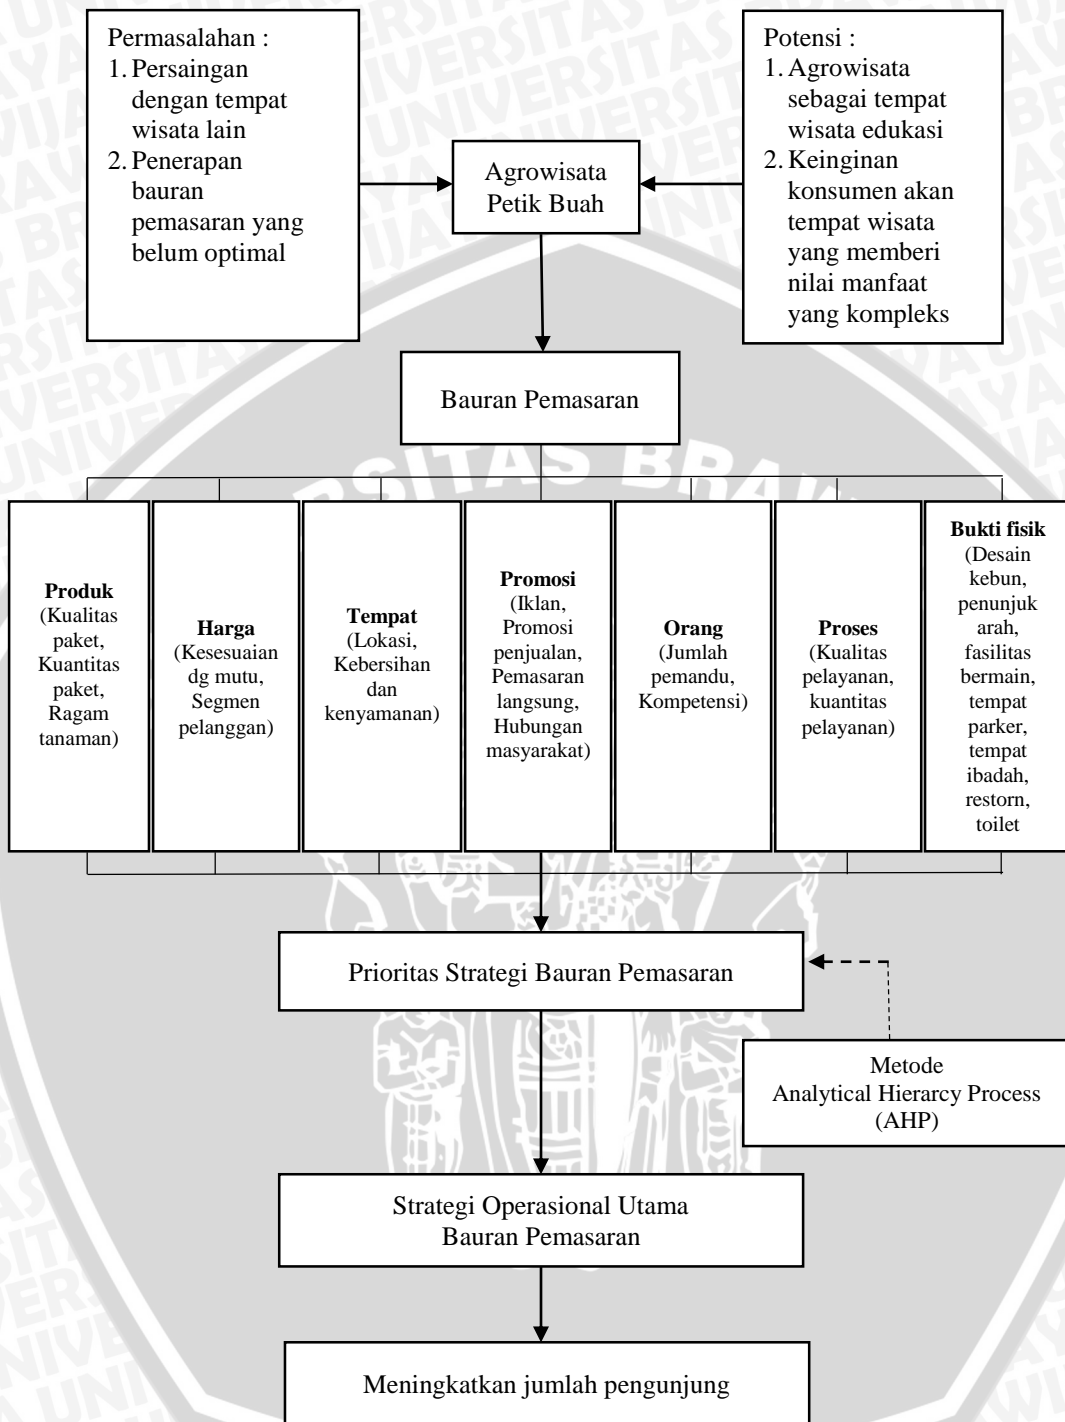 Permasalahan :
1. Persaingan
dengan tempat
wisata lain
2. Penerapan
bauran
pemasaran yang
belum optimal
Potensi :
1. Agrowisata
sebagai tempat
wisata edukasi
2. Keinginan
konsumen akan
tempat wisata
yang memberi
nilai manfaat
yang kompleks
Agrowisata
Petik Buah
Bauran Pemasaran
SITAS BRAW
Produk
(Kualitas
paket,
Kuantitas
paket,
Ragam
tanaman)
Harga
(Kesesuaian
dg mutu,
Segmen
pelanggan)
Tempat
(Lokasi,
Kebersihan
dan
kenyamanan)
Promosi
(Iklan,
Promosi
penjualan,
Pemasaran
langsung,
Hubungan
masyarakat)
Orang
(Jumlah
pemandu,
Kompetensi)
Proses
(Kualitas
pelayanan,
kuantitas
pelayanan)
Bukti fisik
(Desain
kebun,
penunjuk
arah,
fasilitas
bermain,
tempat
parker,
tempat
ibadah,
restorn,
toilet
Prioritas Strategi Bauran Pemasaran
Metode
Analytical Hierarcy Process
(AHP)
Strategi Operasional Utama
Bauran Pemasaran
Meningkatkan jumlah pengunjung